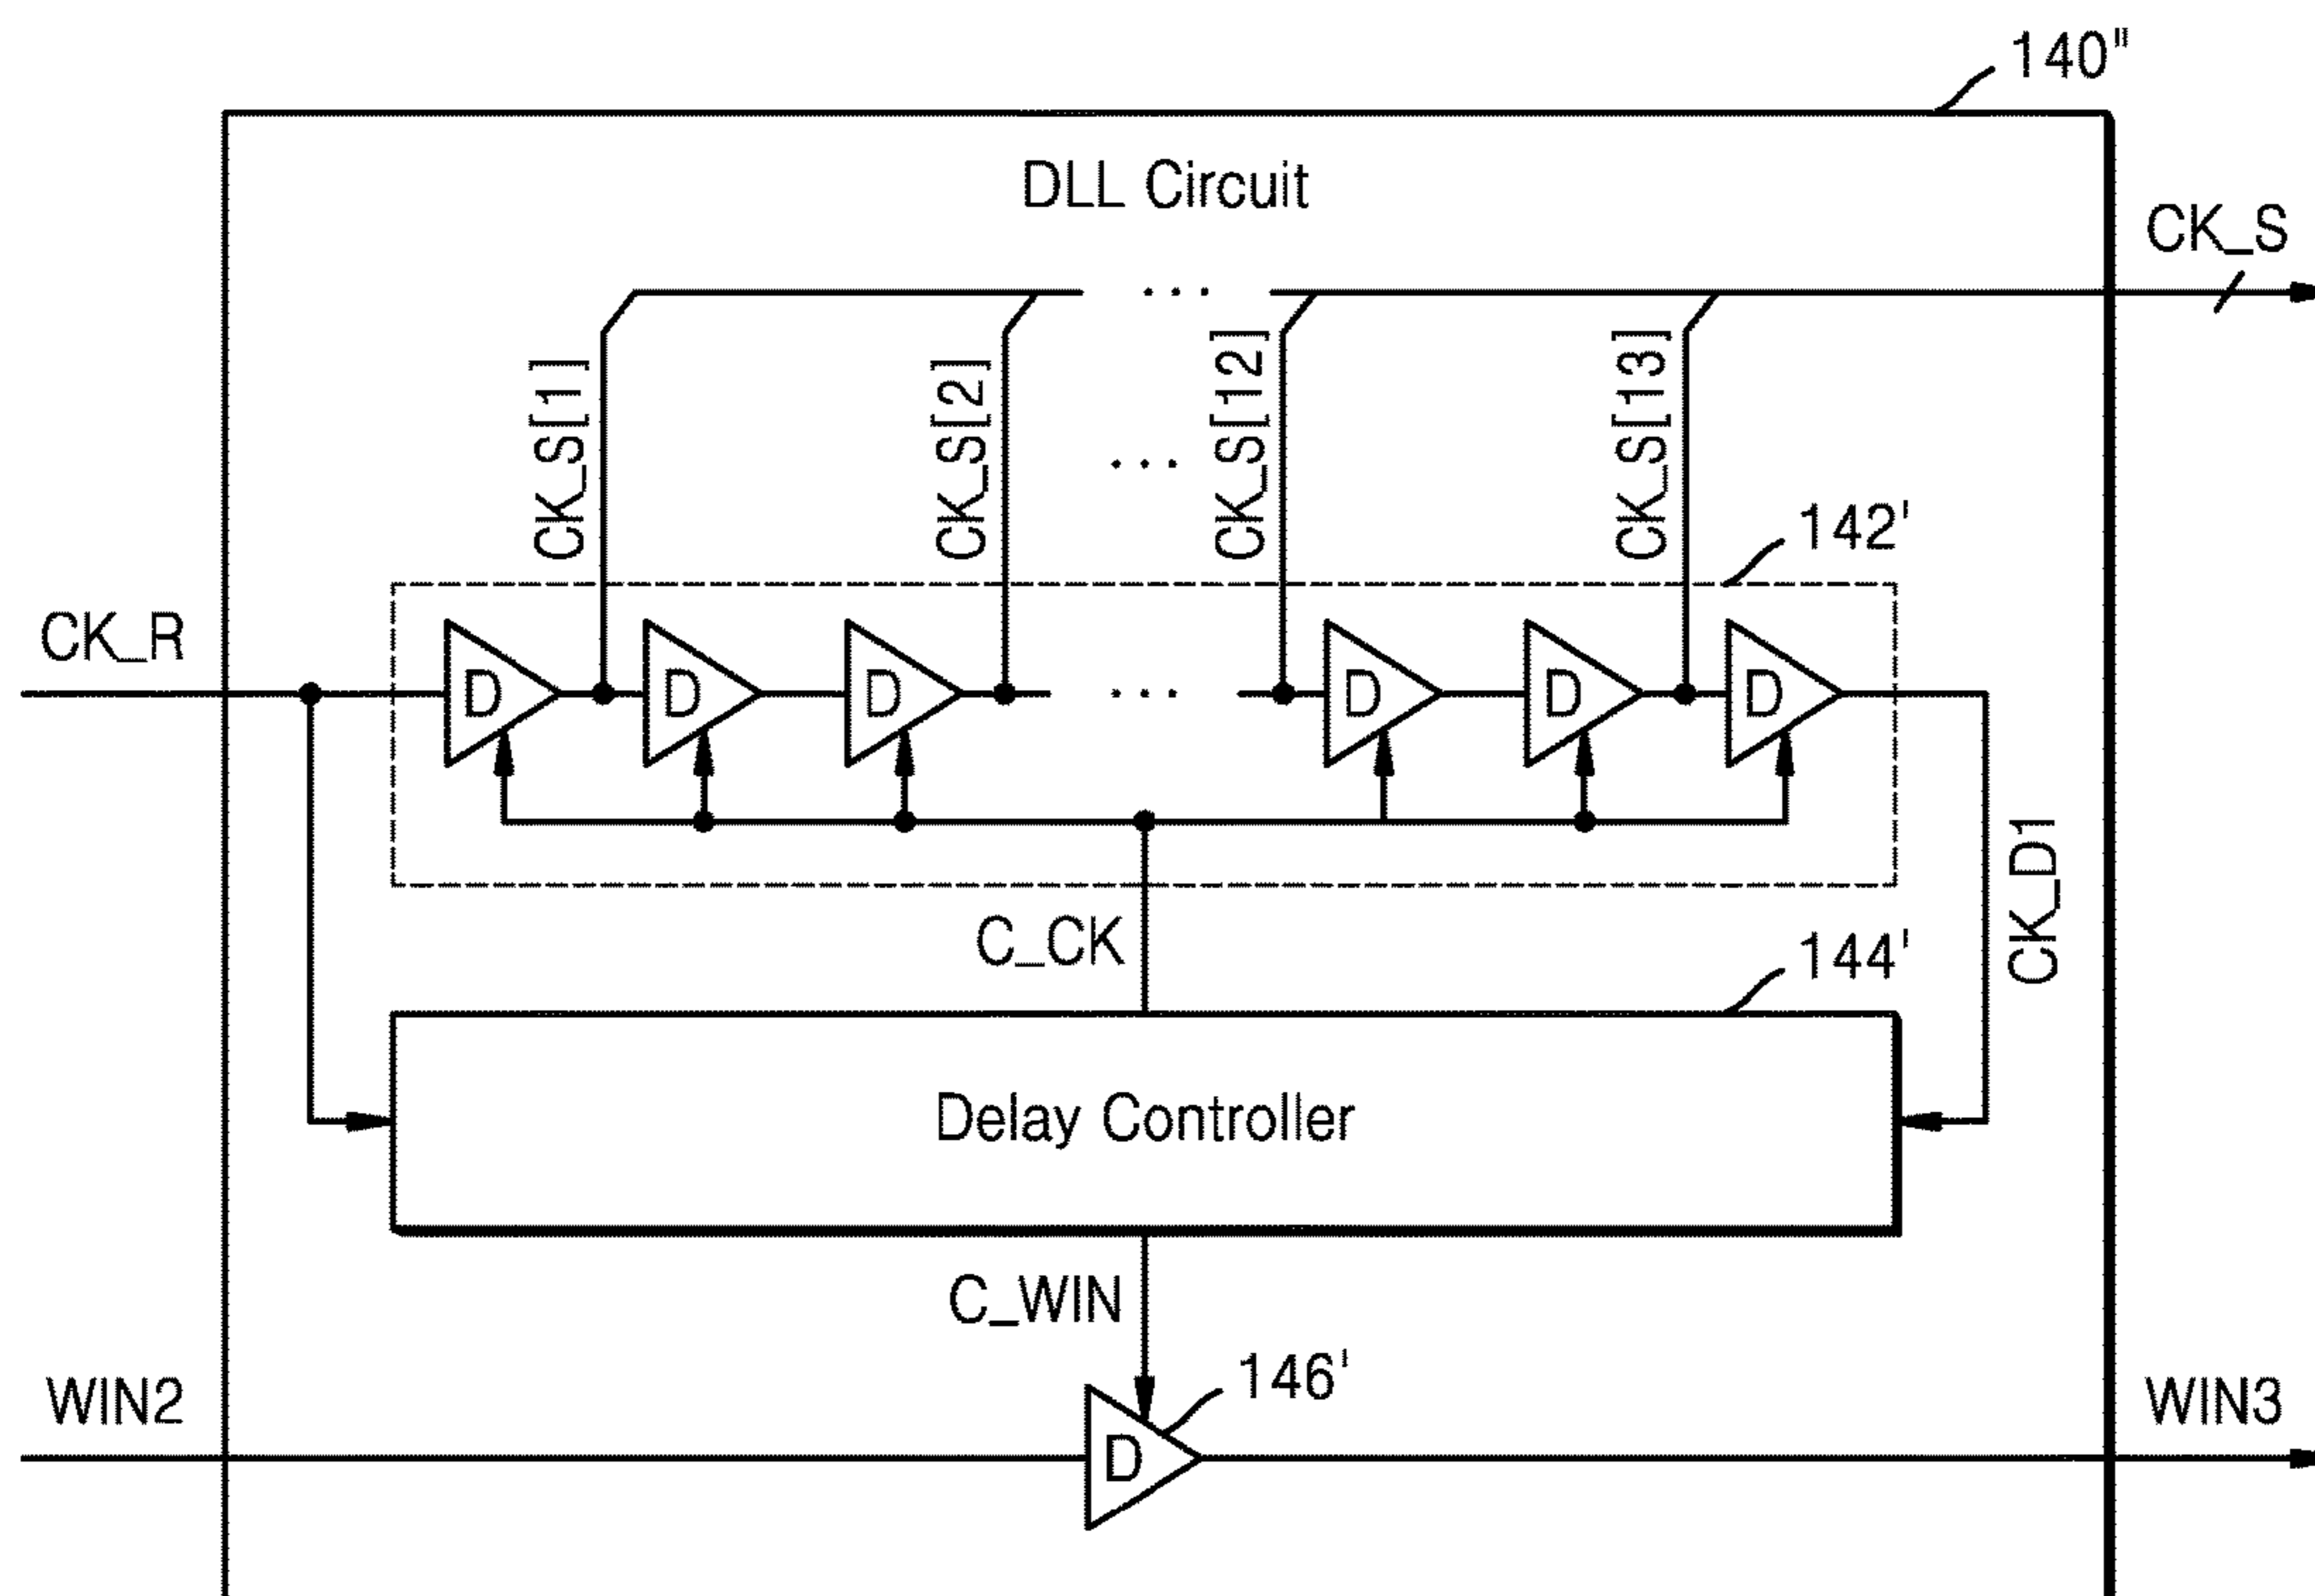 140"
DLL Circuit
CK_S
CK_S[1]
CK_S[2]
...
CK_S[12]
CK_S[13]
...
142'
CK_R
D
D
D
...
D
D
D
CK_D1
C_CK
144'
Delay Controller
C_WIN
146'
WIN2
D
WIN3